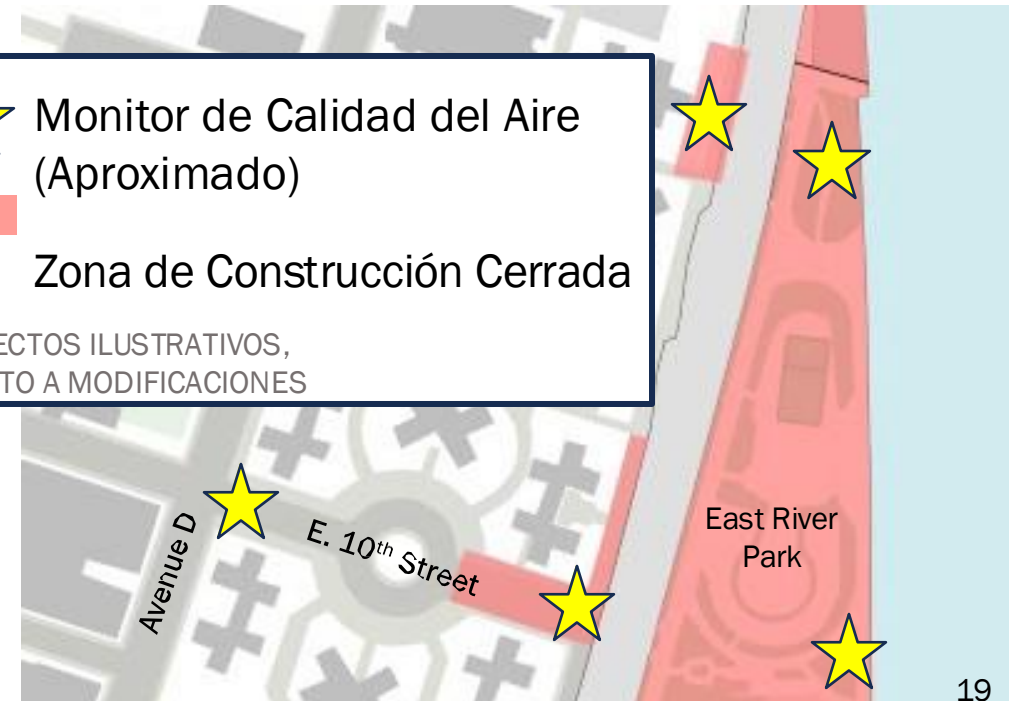 Monitor de Calidad del Aire
(Aproximado)
Zona de Construcción Cerrada
ECTOS ILUSTRATIVOS,
TO A MODIFICACIONES
Avenue D
E. 10th Street
East River
Park
19